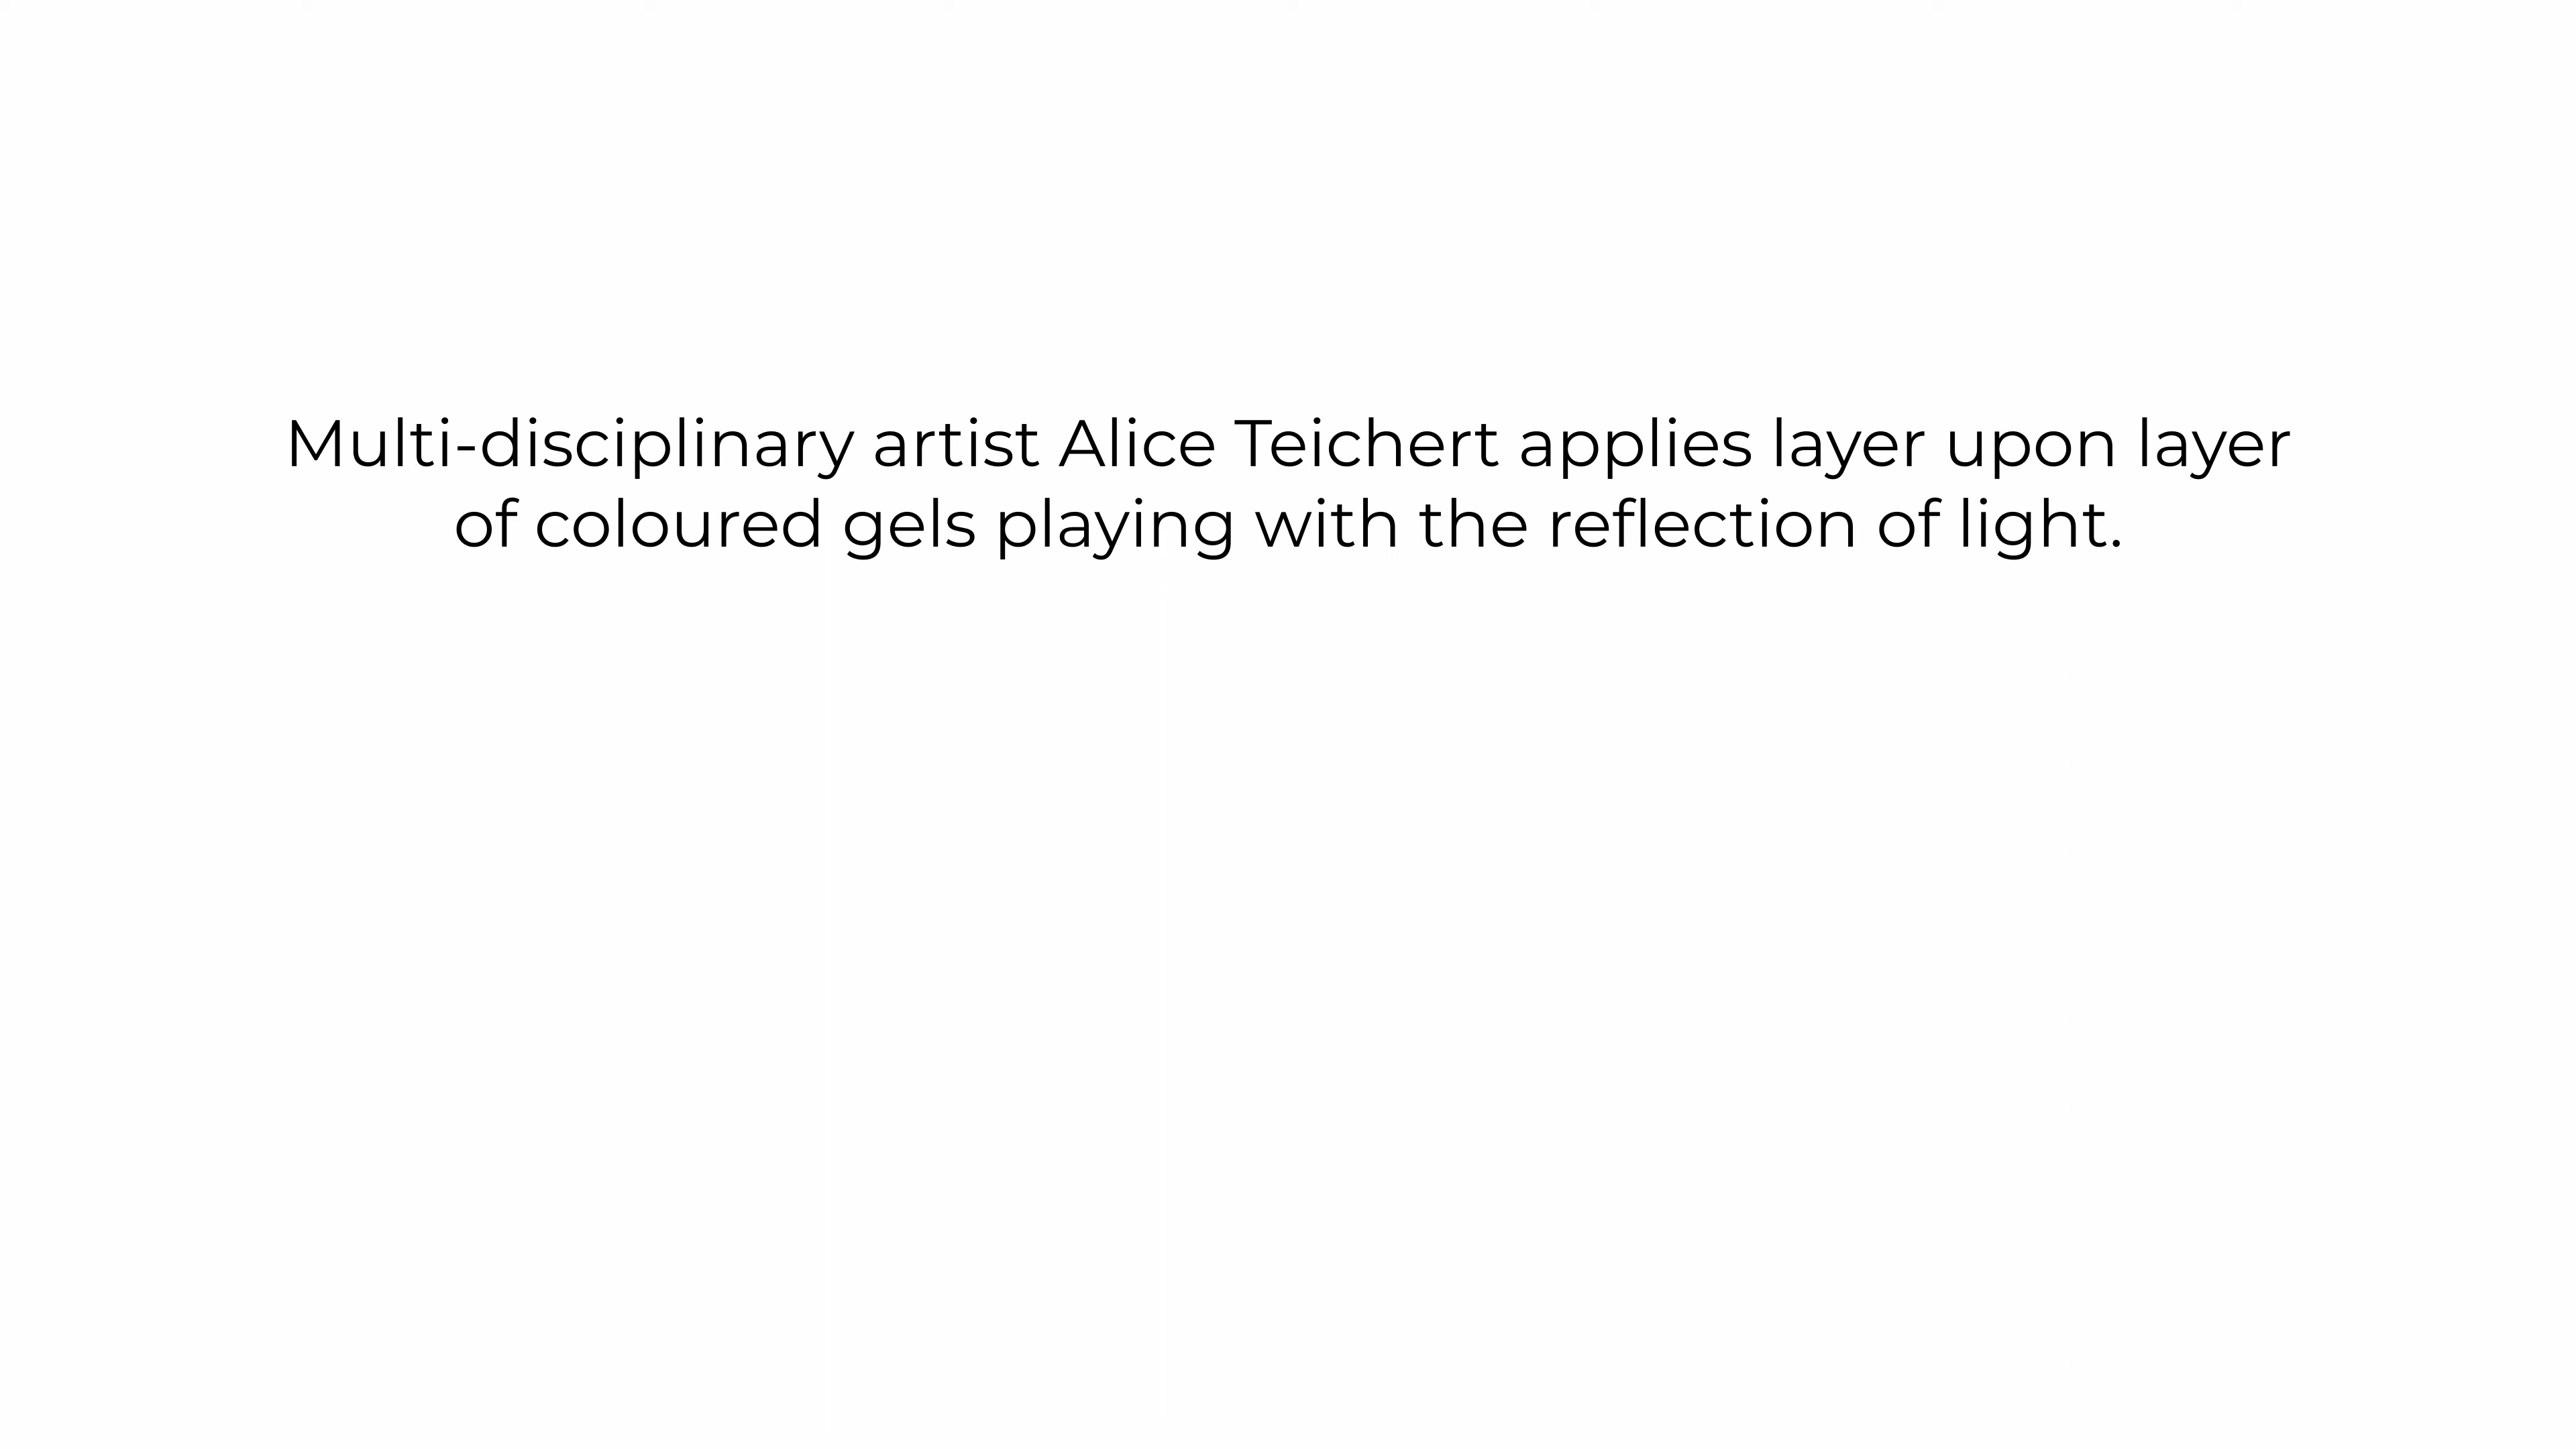 Multi-disciplinary artist Alice Teichert applies layer upon layer
of coloured gels playing with the reflection of light.